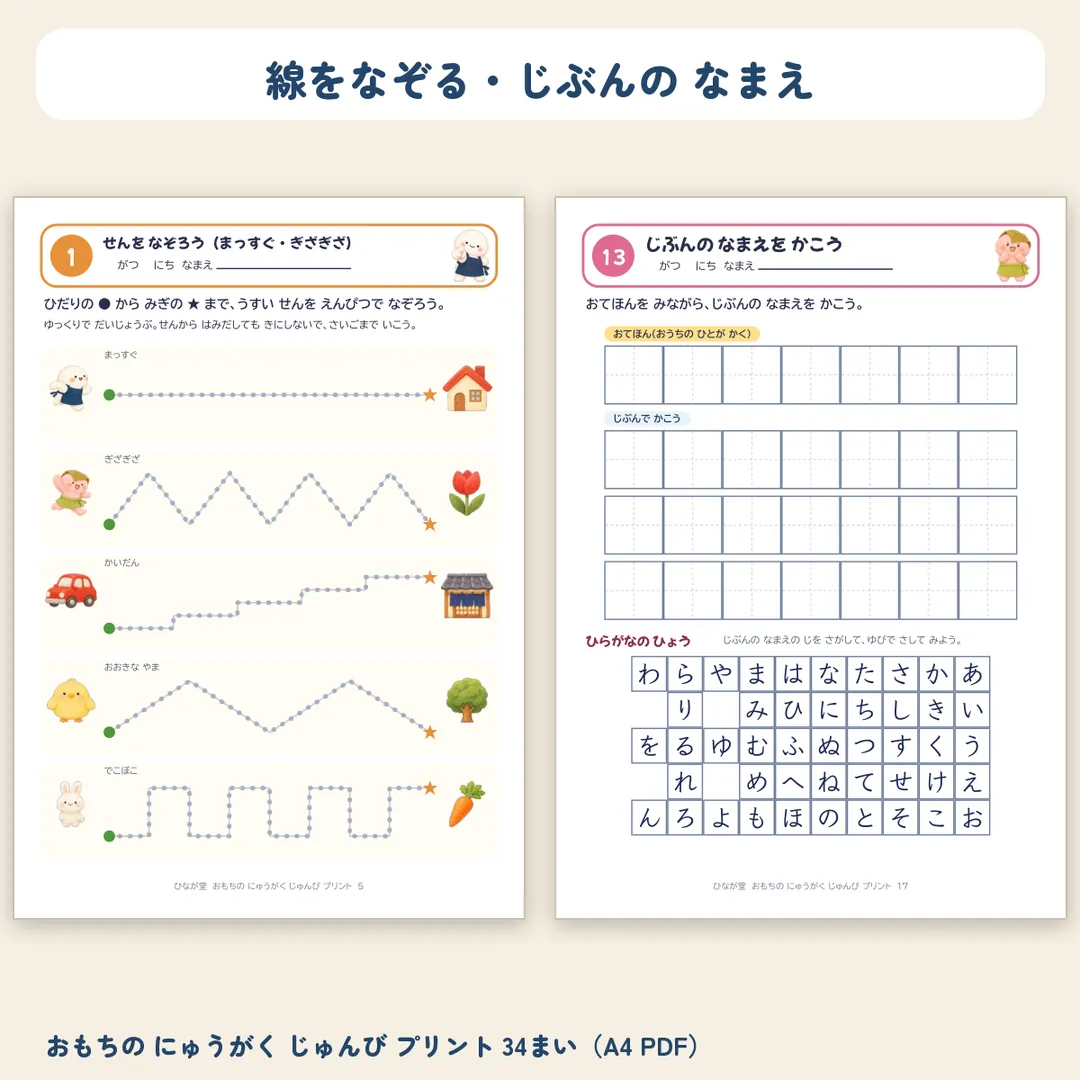 線をなぞる・じぶんの なまえ
1
せんを なぞろう（まっすぐ・ぎざぎざ）
がつ にち なまえ
ひだりの ● から みぎの ★ まで、うすい せんを えんぴつで なぞろう。
ゆっくりで だいじょうぶ。せんから はみだしても きにしないで、さいごまで いこう。
まっすぐ
ぎざぎざ
かいだん
おおきな やま
でこぼこ
ひなが堂 おもちの にゅうがく じゅんび プリント 5
13
じぶんの なまえを かこう
がつ にち なまえ
おてほんを みながら、じぶんの なまえを かこう。
おてほん（おうちの ひとが かく）
じぶんで かこう
ひらがなの ひょう
じぶんの なまえの じを さがして、ゆびで さして みよう。
わ ら や ま は な た さ か あ
り み ひ に ち し き い
を る ゆ む ふ ぬ つ す く う
れ め へ ね て せ け え
ん ろ よ も ほ の と そ こ お
ひなが堂 おもちの にゅうがく じゅんび プリント 17
おもちの にゅうがく じゅんび プリント 34まい（A4 PDF）